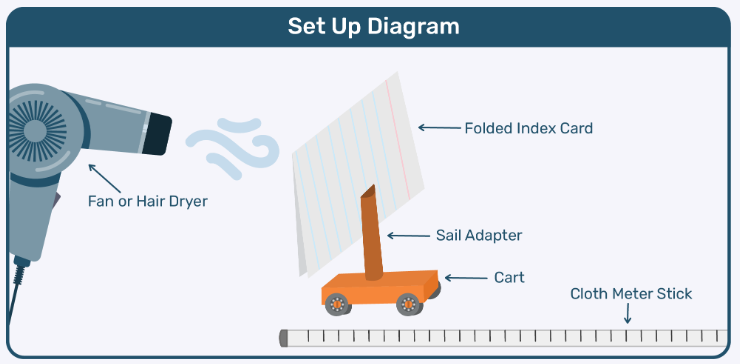 Set Up Diagram
Folded Index Card
Fan or Hair Dryer
Sail Adapter
Cart
Cloth Meter Stick